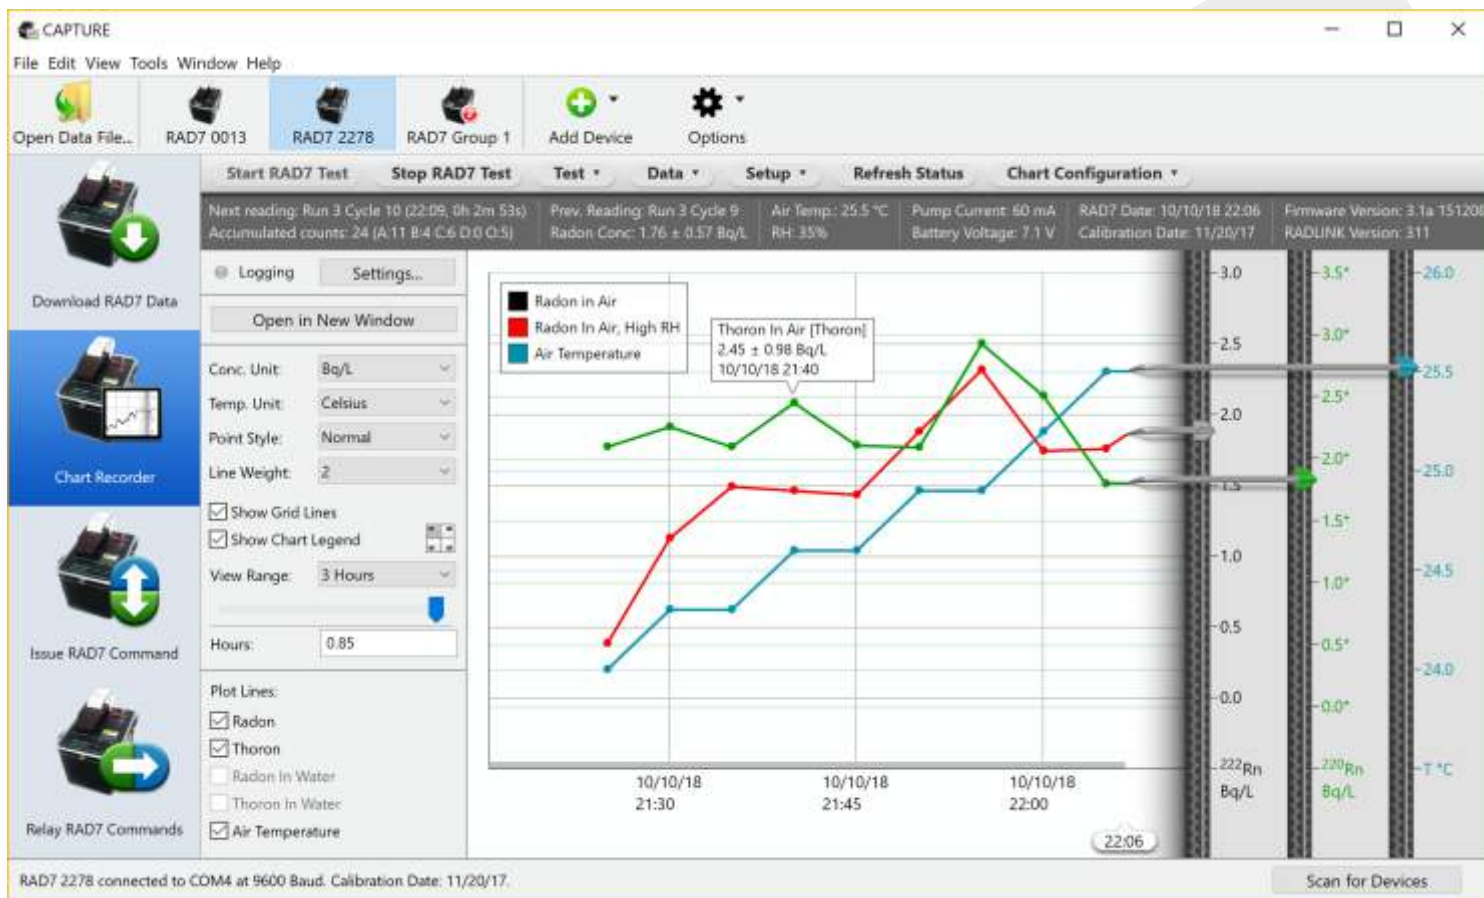 CAPTURE
File Edit View Tools Window Help
Open Data File...
RAD7 0013
RAD7 2278
RAD7 Group 1
Add Device
Options
Start RAD7 Test
Stop RAD7 Test
Test
Data
Setup
Refresh Status
Chart Configuration
Next reading: Run 3 Cycle 10 (22:09, 0h 2m 53s)
Accumulated counts: 24 (A:11 B:4 C:6 D:0 O:5)
Prev. Reading: Run 3 Cycle 9
Radon Conc: 1.76 ± 0.57 Bq/L
Air Temp.: 25.5 °C
RH: 35%
Pump Current: 60 mA
Battery Voltage: 7.1 V
RAD7 Date: 10/10/18 22:06
Calibration Date: 11/20/17
Firmware Version: 3.1a 151208
RADLINK Version: 311
Download RAD7 Data
Chart Recorder
Issue RAD7 Command
Relay RAD7 Commands
Logging
Settings...
Open in New Window
Conc. Unit: Bq/L
Temp. Unit: Celsius
Point Style: Normal
Line Weight: 2
Show Grid Lines
Show Chart Legend
View Range: 3 Hours
Hours: 0.85
Plot Lines:
Radon
Thoron
Radon In Water
Thoron In Water
Air Temperature
Radon in Air
Radon In Air, High RH
Air Temperature
Thoron In Air [Thoron]
2.45 ± 0.98 Bq/L
10/10/18 21:40
10/10/18
21:30
10/10/18
21:45
10/10/18
22:00
22:06
3.0
2.5
2.0
1.5
1.0
0.5
0.0
222Rn
Bq/L
3.5*
3.0*
2.5*
2.0*
1.5*
1.0*
0.5*
0.0*
220Rn
Bq/L
26.0
25.5
25.0
24.5
24.0
T °C
RAD7 2278 connected to COM4 at 9600 Baud. Calibration Date: 11/20/17.
Scan for Devices